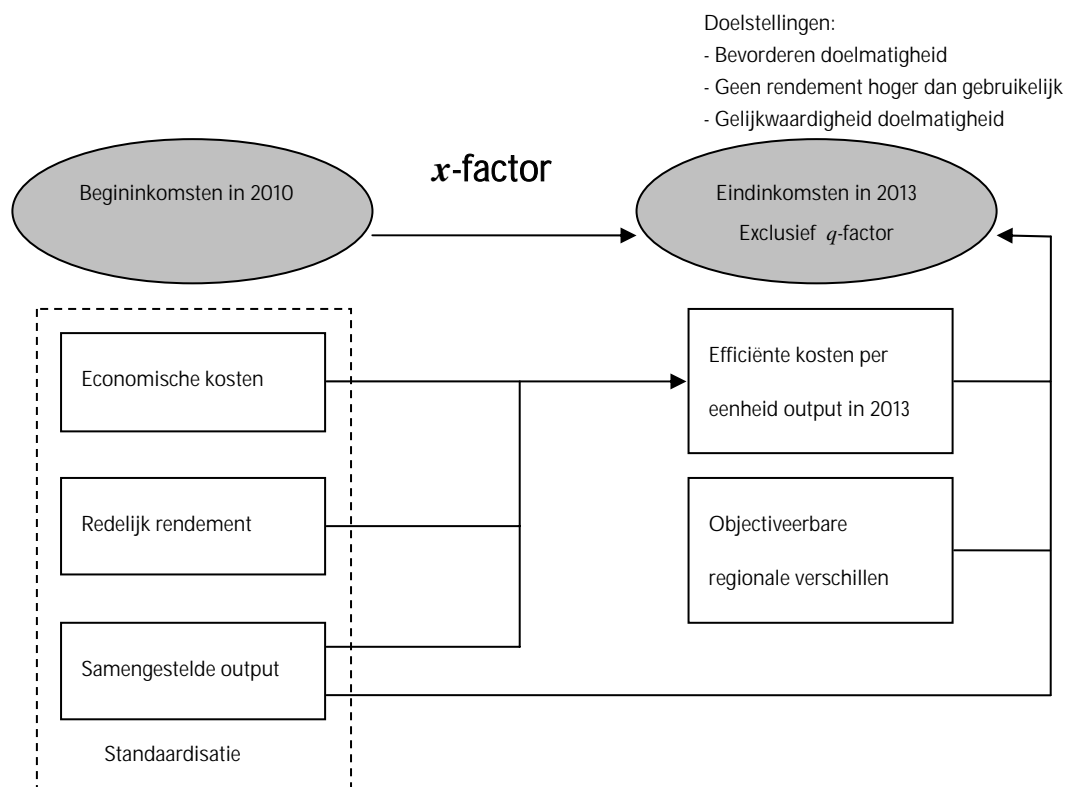 Doelstellingen:
- Bevorderen doelmatigheid
- Geen rendement hoger dan gebruikelijk
- Gelijkwaardigheid doelmatigheid
Begininkomsten in 2010
x-factor
Eindinkomsten in 2013
Exclusief q-factor
Economische kosten
Efficiënte kosten per
eenheid output in 2013
Redelijk rendement
Objectiveerbare
regionale verschillen
Samengestelde output
Standaardisatie